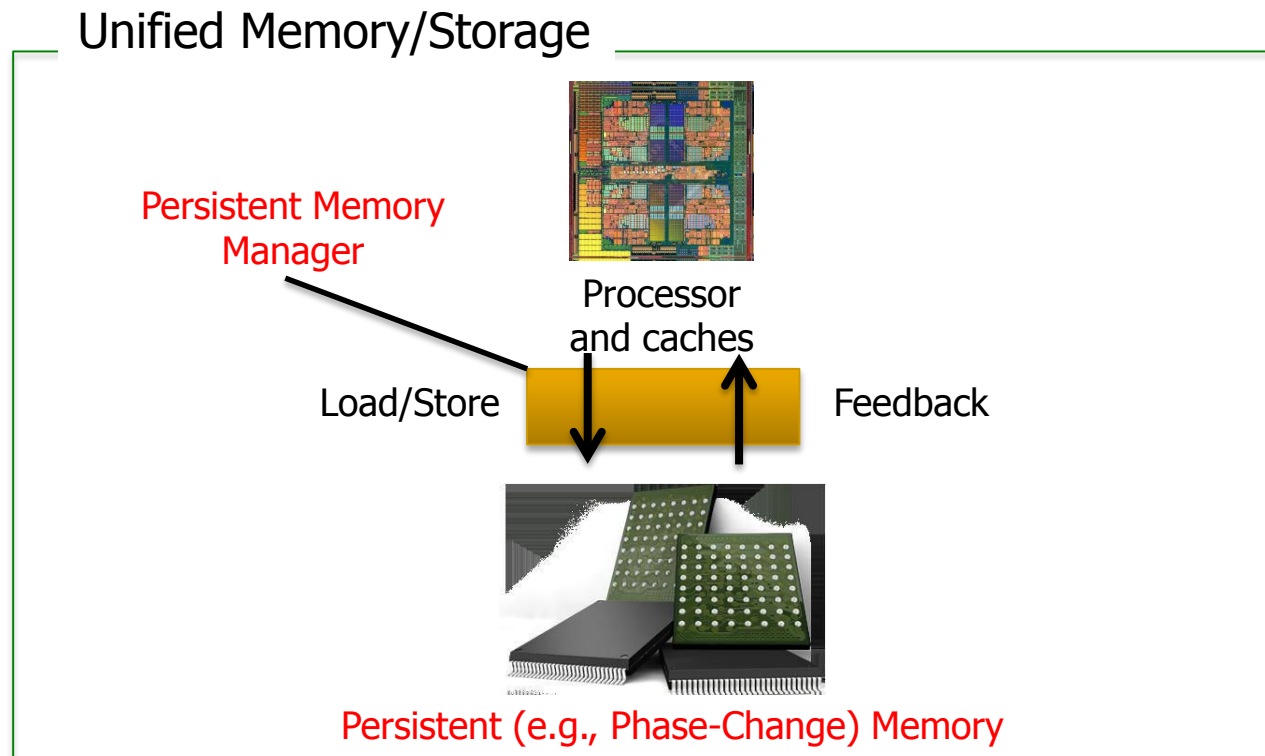 Unified Memory/Storage
Persistent Memory
Manager
Processor
and caches
Load/Store
Feedback
Persistent (e.g., Phase-Change) Memory